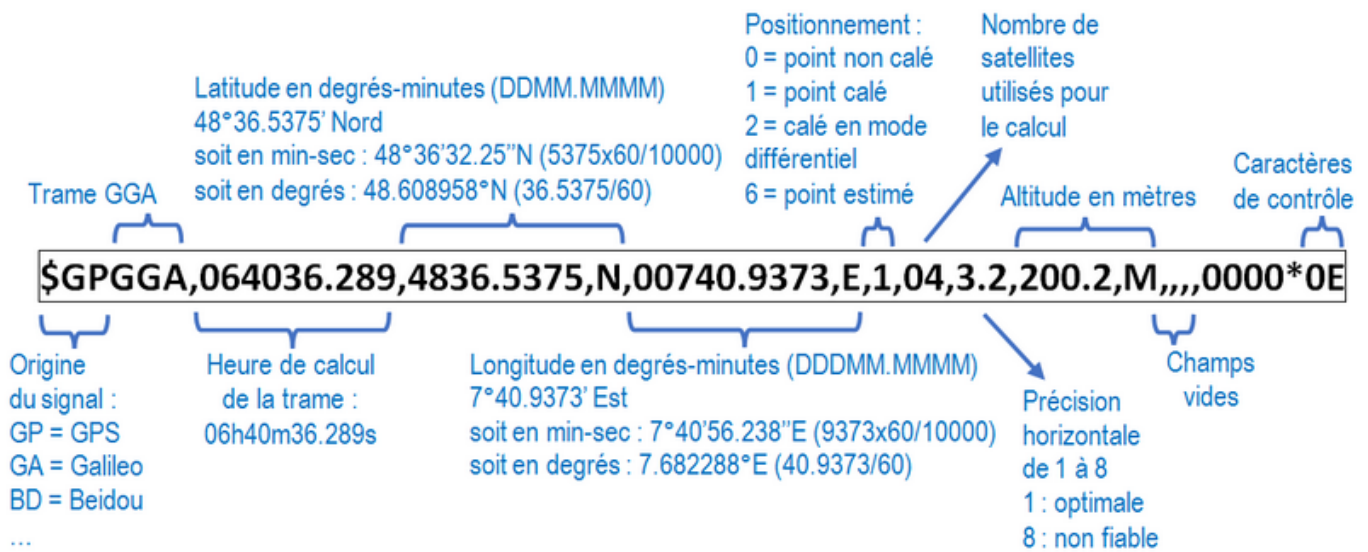 Positionnement :
0 = point non calé
1 = point calé
2 = calé en mode
différentiel
6 = point estimé
Nombre de
satellites
utilisés pour
le calcul
Latitude en degrés-minutes (DDMM.MMMM)
48°36.5375' Nord
soit en min-sec : 48°36'32.25''N (5375x60/10000)
soit en degrés : 48.608958°N (36.5375/60)
Trame GGA
Altitude en mètres
Caractères
de contrôle
$GPGGA,064036.289,4836.5375,N,00740.9373,E,1,04,3.2,200.2,M,,,,0000*0E
Origine
du signal :
GP = GPS
GA = Galileo
BD = Beidou
...
Heure de calcul
de la trame :
06h40m36.289s
Longitude en degrés-minutes (DDDMM.MMMM)
7°40.9373' Est
soit en min-sec : 7°40'56.238''E (9373x60/10000)
soit en degrés : 7.682288°E (40.9373/60)
Précision
horizontale
de 1 à 8
1 : optimale
8 : non fiable
Champs
vides